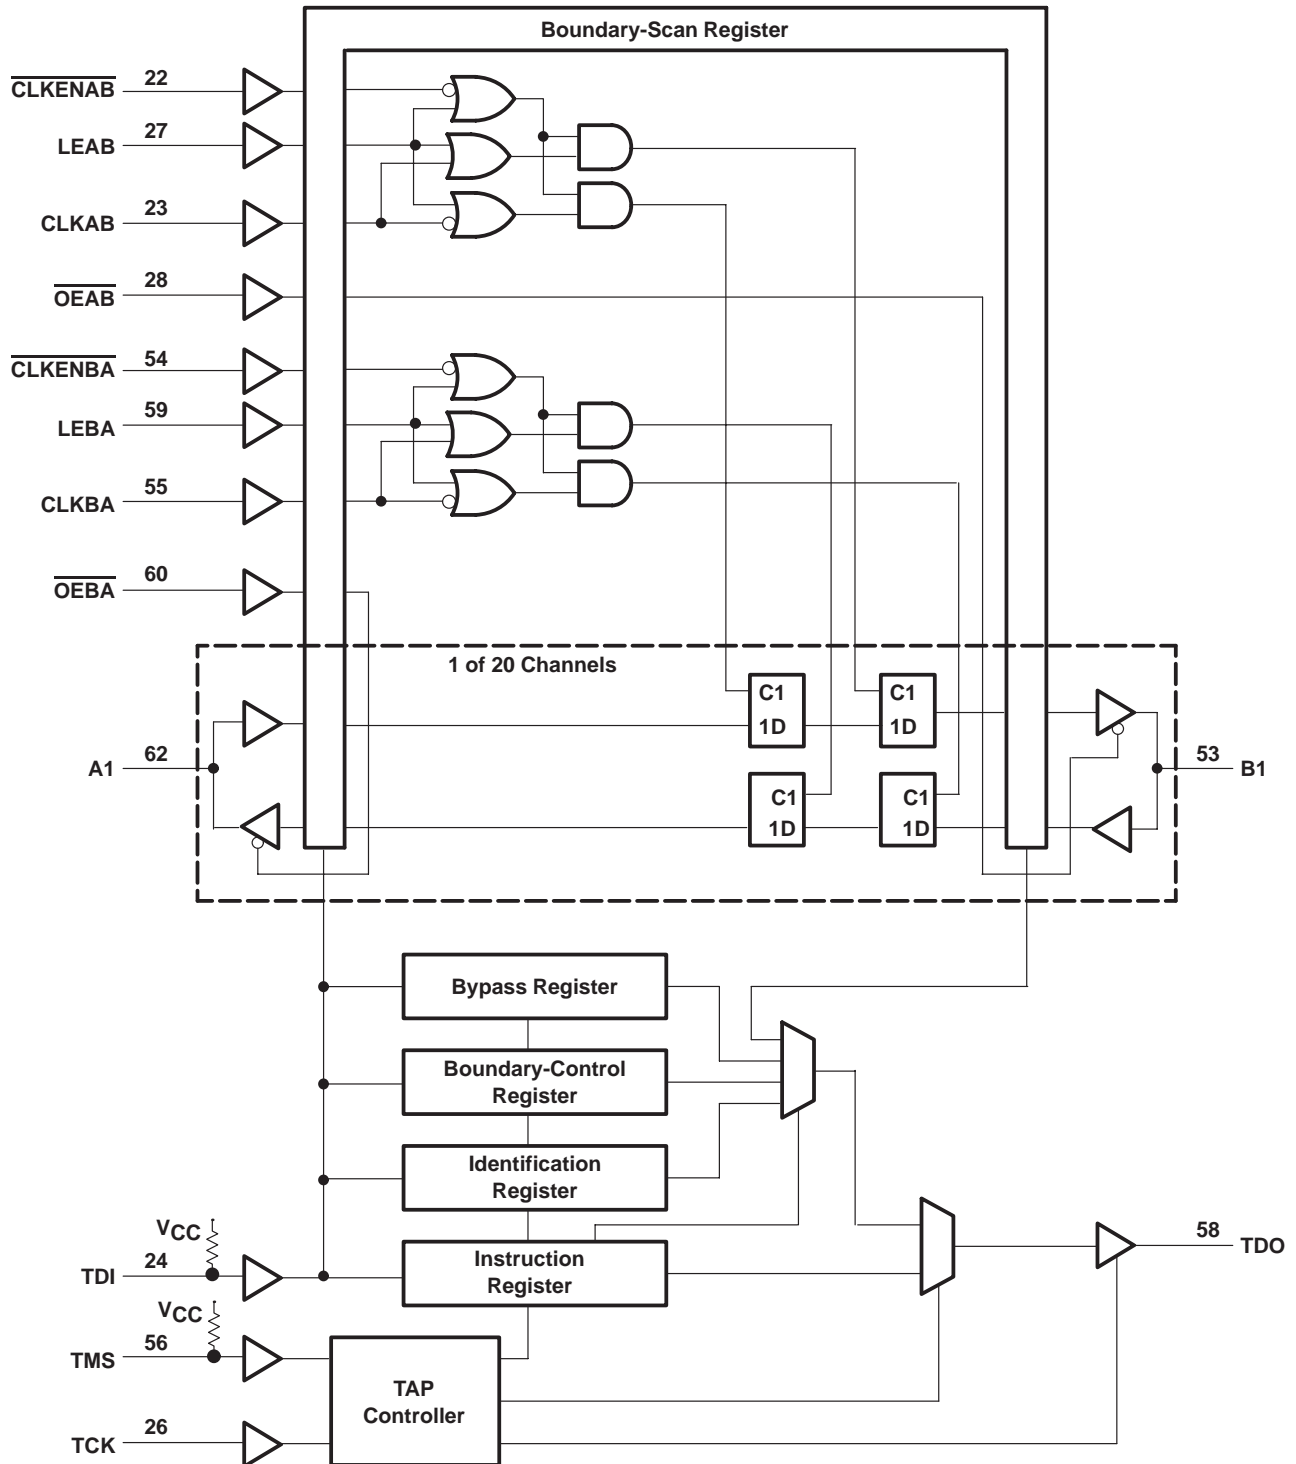 Boundary-Scan Register
CLKENAB 22
LEAB 27
CLKAB 23
OEAB 28
CLKENBA 54
LEBA 59
CLKBA 55
OEBA 60
1 of 20 Channels
C1
1D
C1
1D
A1 62
53 B1
C1
1D
C1
1D
Bypass Register
Boundary-Control
Register
Identification
Register
VCC
TDI 24
Instruction
Register
58 TDO
VCC
TMS 56
TAP
Controller
TCK 26